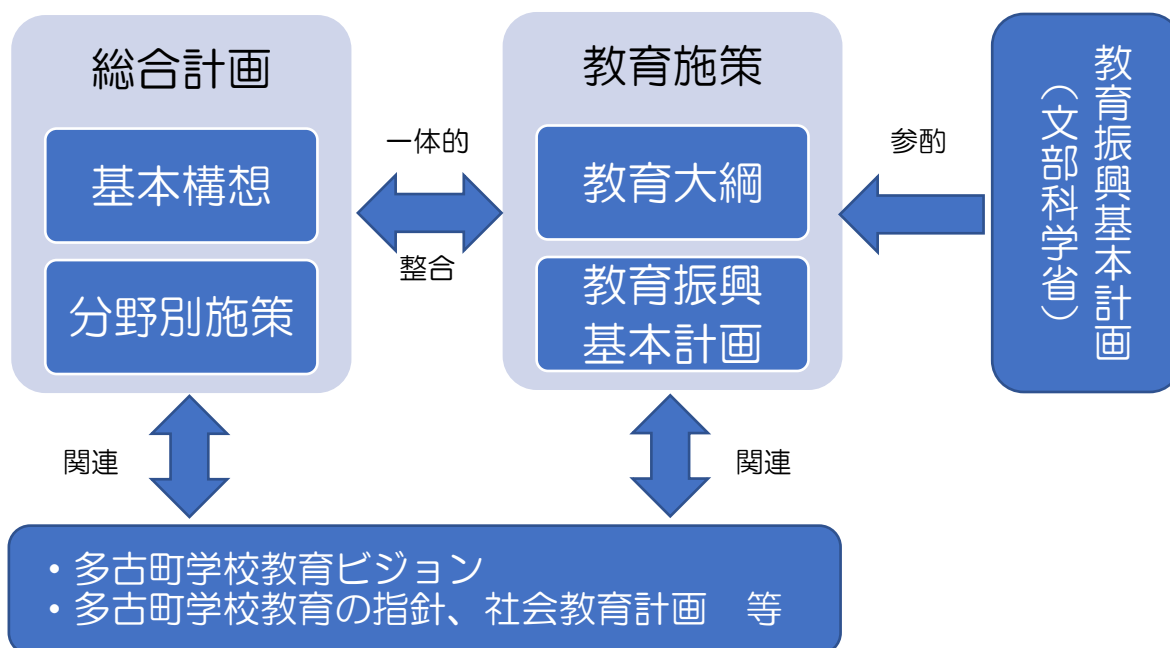 総合計画
基本構想
分野別施策
一体的
整合
教育施策
教育大綱
教育振興
基本計画
参酌
教育振興基本計画
（文部科学省）
関連
関連
・多古町学校教育ビジョン
・多古町学校教育の指針、社会教育計画　等